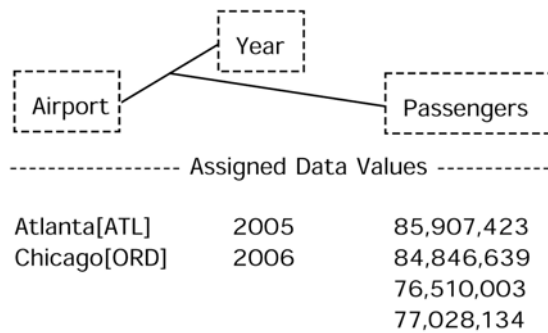 Year
Airport
Passengers
Assigned Data Values
Atlanta[ATL] 2005 85,907,423
Chicago[ORD] 2006 84,846,639
76,510,003
77,028,134